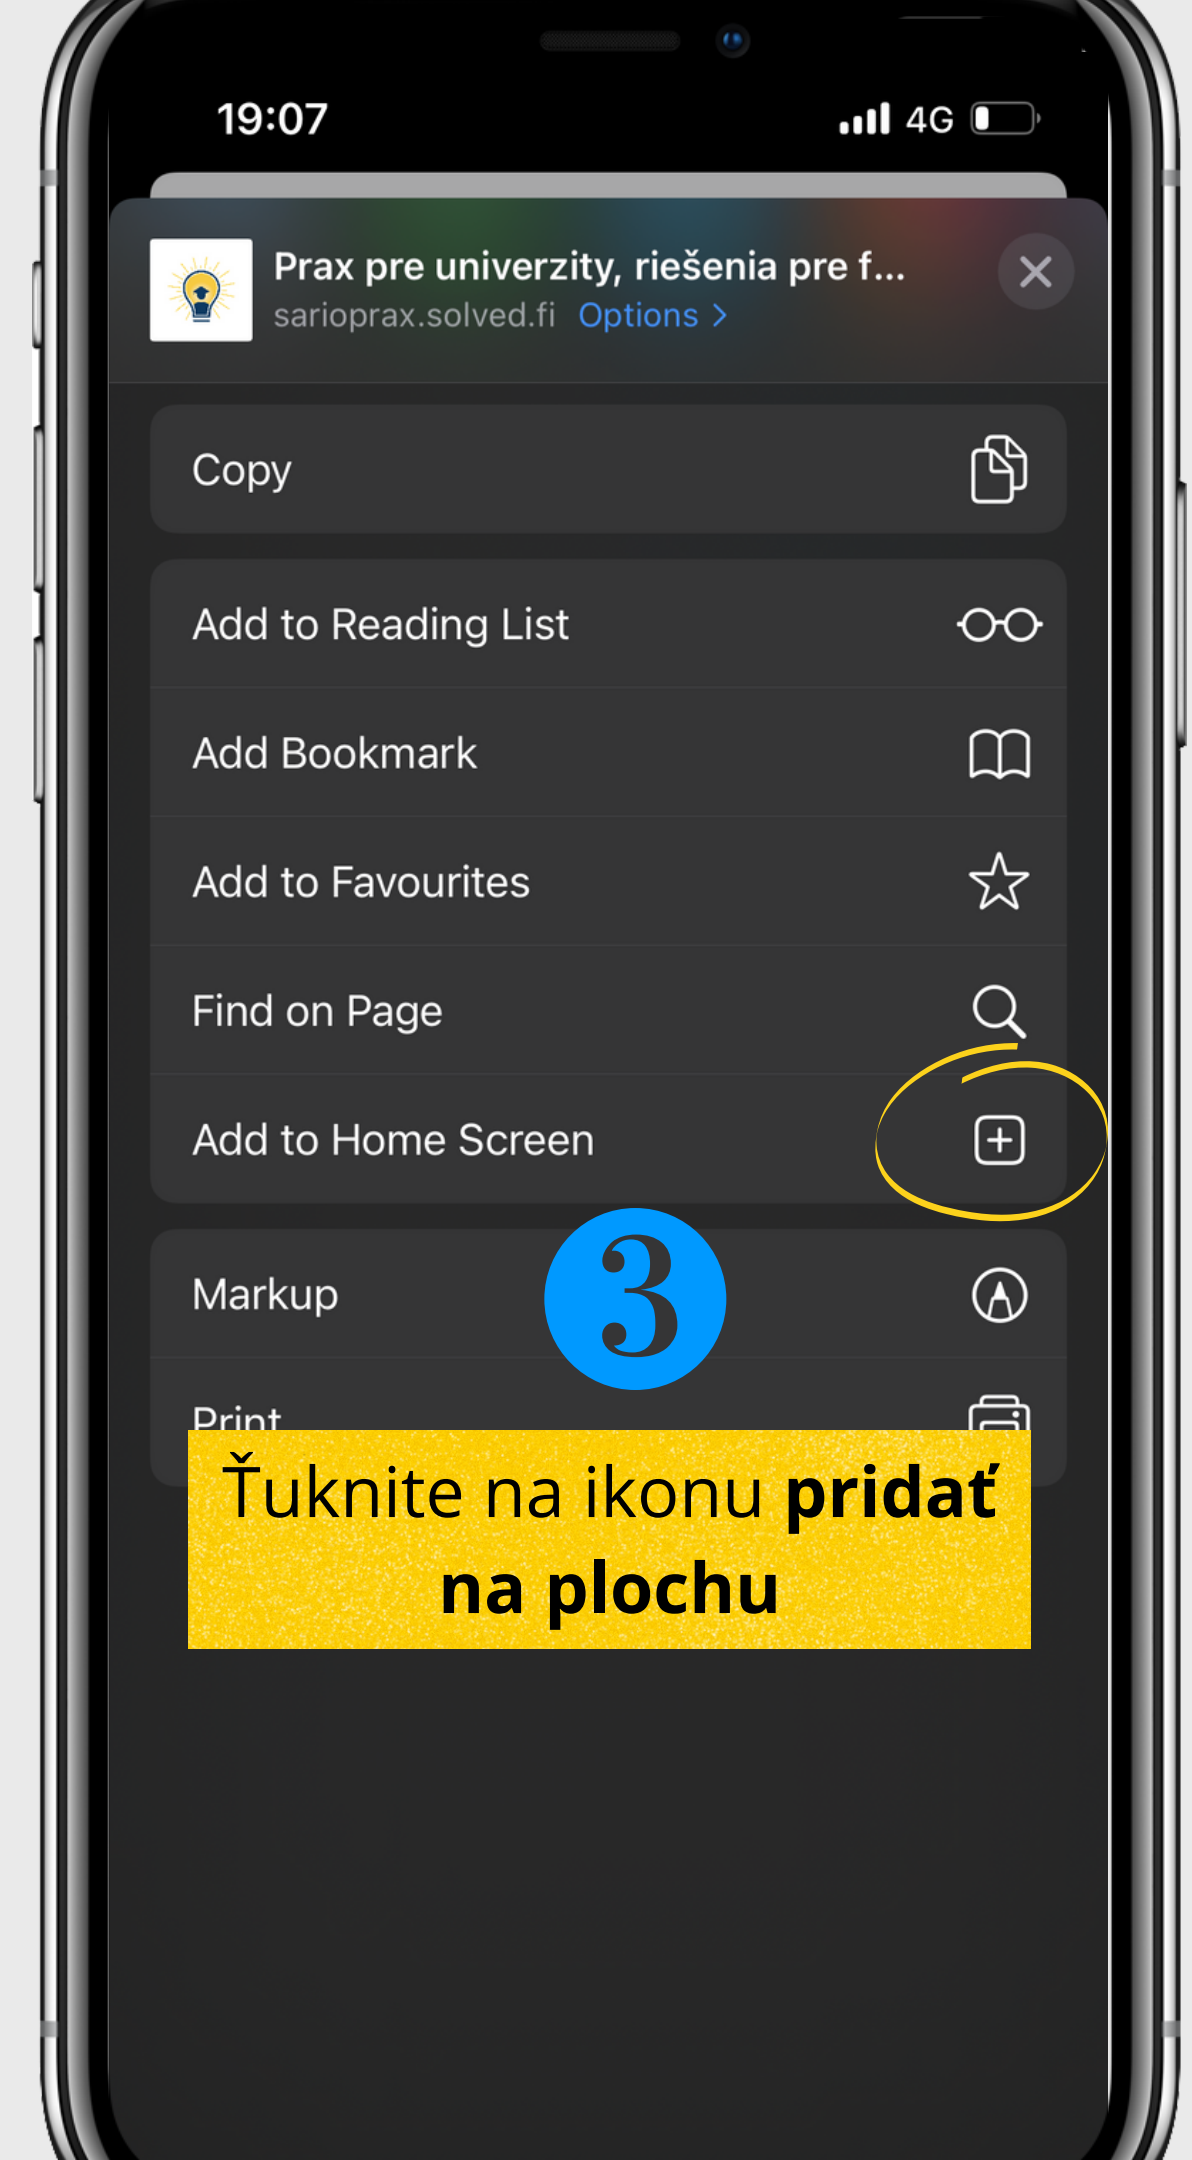 19:07
4G
Prax pre univerzity, riešenia pre f...
sarioprax.solved.fi Options >
Copy
Add to Reading List
Add Bookmark
Add to Favourites
Find on Page
Add to Home Screen
3
Markup
Print
Ťuknite na ikonu pridať
na plochu